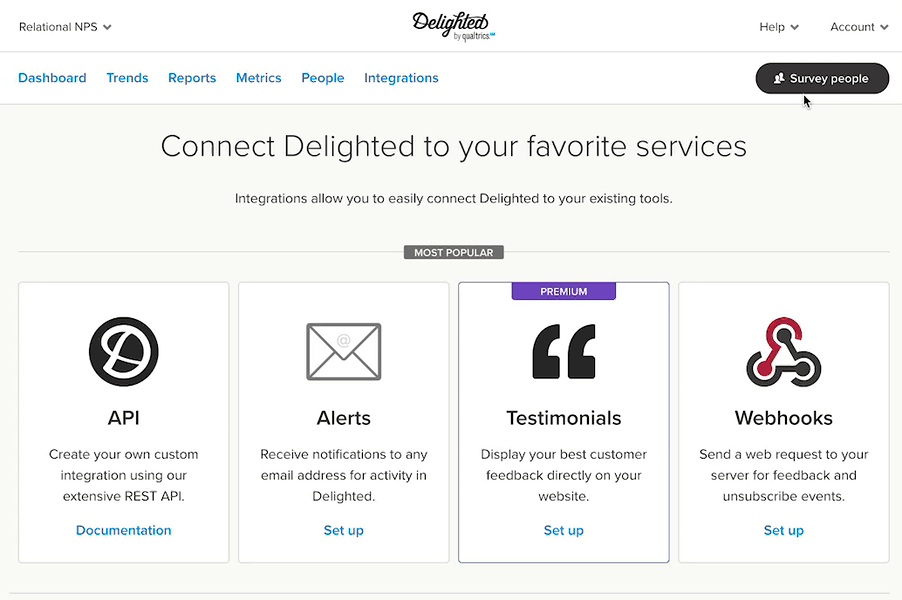 Relational NPS
Delighted
by qualtrics
Help
Account
Dashboard
Trends
Reports
Metrics
People
Integrations
Survey people
Connect Delighted to your favorite services
Integrations allow you to easily connect Delighted to your existing tools.
MOST POPULAR
API
Create your own custom
integration using our
extensive REST API.
Documentation
@
Alerts
Receive notifications to any
email address for activity in
Delighted.
Set up
PREMIUM
Testimonials
Display your best customer
feedback directly on your
website.
Set up
Webhooks
Send a web request to your
server for feedback and
unsubscribe events.
Set up